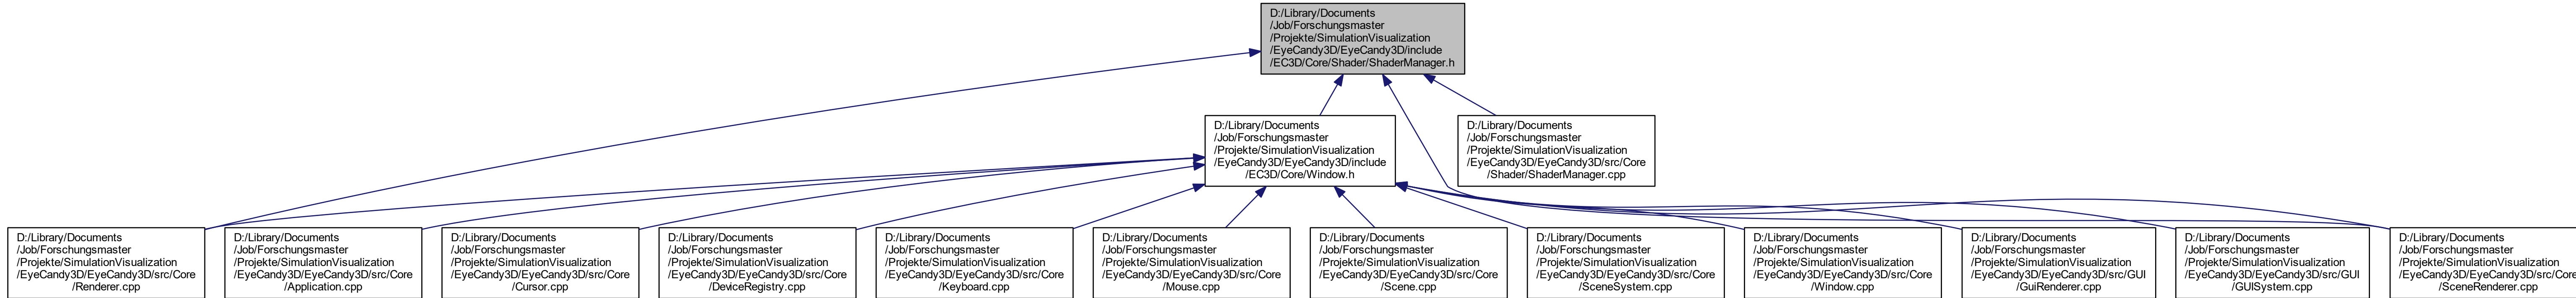 D:/Library/Documents
/Job/Forschungsmaster
/Projekte/SimulationVisualization
/EyeCandy3D/EyeCandy3D/include
/EC3D/Core/Shader/ShaderManager.h
D:/Library/Documents
/Job/Forschungsmaster
/Projekte/SimulationVisualization
/EyeCandy3D/EyeCandy3D/include
/EC3D/Core/Window.h
D:/Library/Documents
/Job/Forschungsmaster
/Projekte/SimulationVisualization
/EyeCandy3D/EyeCandy3D/src/Core
/Shader/ShaderManager.cpp
D:/Library/Documents
/Job/Forschungsmaster
/Projekte/SimulationVisualization
/EyeCandy3D/EyeCandy3D/src/Core
/Renderer.cpp
D:/Library/Documents
/Job/Forschungsmaster
/Projekte/SimulationVisualization
/EyeCandy3D/EyeCandy3D/src/Core
/Application.cpp
D:/Library/Documents
/Job/Forschungsmaster
/Projekte/SimulationVisualization
/EyeCandy3D/EyeCandy3D/src/Core
/Cursor.cpp
D:/Library/Documents
/Job/Forschungsmaster
/Projekte/SimulationVisualization
/EyeCandy3D/EyeCandy3D/src/Core
/DeviceRegistry.cpp
D:/Library/Documents
/Job/Forschungsmaster
/Projekte/SimulationVisualization
/EyeCandy3D/EyeCandy3D/src/Core
/Keyboard.cpp
D:/Library/Documents
/Job/Forschungsmaster
/Projekte/SimulationVisualization
/EyeCandy3D/EyeCandy3D/src/Core
/Mouse.cpp
D:/Library/Documents
/Job/Forschungsmaster
/Projekte/SimulationVisualization
/EyeCandy3D/EyeCandy3D/src/Core
/Scene.cpp
D:/Library/Documents
/Job/Forschungsmaster
/Projekte/SimulationVisualization
/EyeCandy3D/EyeCandy3D/src/Core
/SceneSystem.cpp
D:/Library/Documents
/Job/Forschungsmaster
/Projekte/SimulationVisualization
/EyeCandy3D/EyeCandy3D/src/Core
/Window.cpp
D:/Library/Documents
/Job/Forschungsmaster
/Projekte/SimulationVisualization
/EyeCandy3D/EyeCandy3D/src/GUI
/GuiRenderer.cpp
D:/Library/Documents
/Job/Forschungsmaster
/Projekte/SimulationVisualization
/EyeCandy3D/EyeCandy3D/src/GUI
/GUISystem.cpp
D:/Library/Documents
/Job/Forschungsmaster
/Projekte/SimulationVisualization
/EyeCandy3D/EyeCandy3D/src/Core
/SceneRenderer.cpp